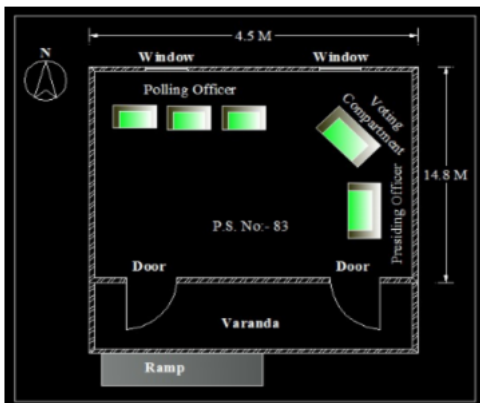 4.5 M
N
Window
Window
Polling Officer
Voting
Compartment
14.8 M
Presiding Officer
P.S. No:- 83
Door
Door
Varanda
Ramp